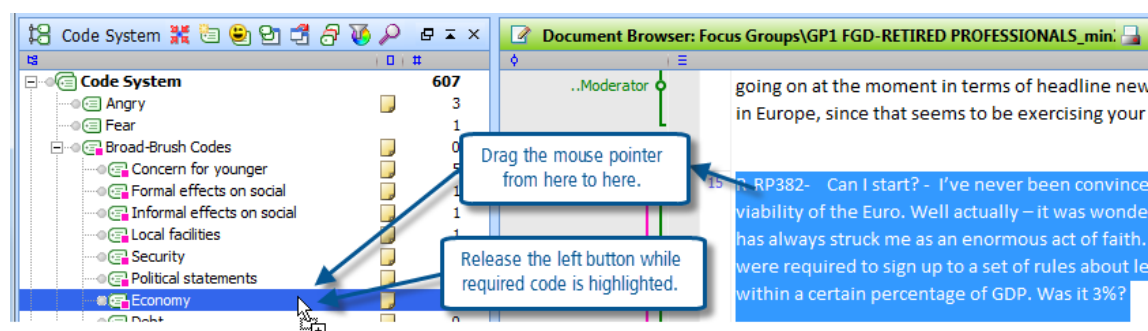 Code System
Document Browser: Focus Groups\GP1 FGD-RETIRED PROFESSIONALS_min
Code System 607
Angry 3
Fear 1
Broad-Brush Codes 0
Concern for younger 5
Formal effects on social 1
Informal effects on social 1
Local facilities 1
Security
Political statements
Economy
Debt 0
Drag the mouse pointer
from here to here.
Release the left button while
required code is highlighted.
..Moderator
going on at the moment in terms of headline new
in Europe, since that seems to be exercising your
15 R-RP382- Can I start? - I've never been convince
viability of the Euro. Well actually – it was wonde
has always struck me as an enormous act of faith.
were required to sign up to a set of rules about le
within a certain percentage of GDP. Was it 3%?